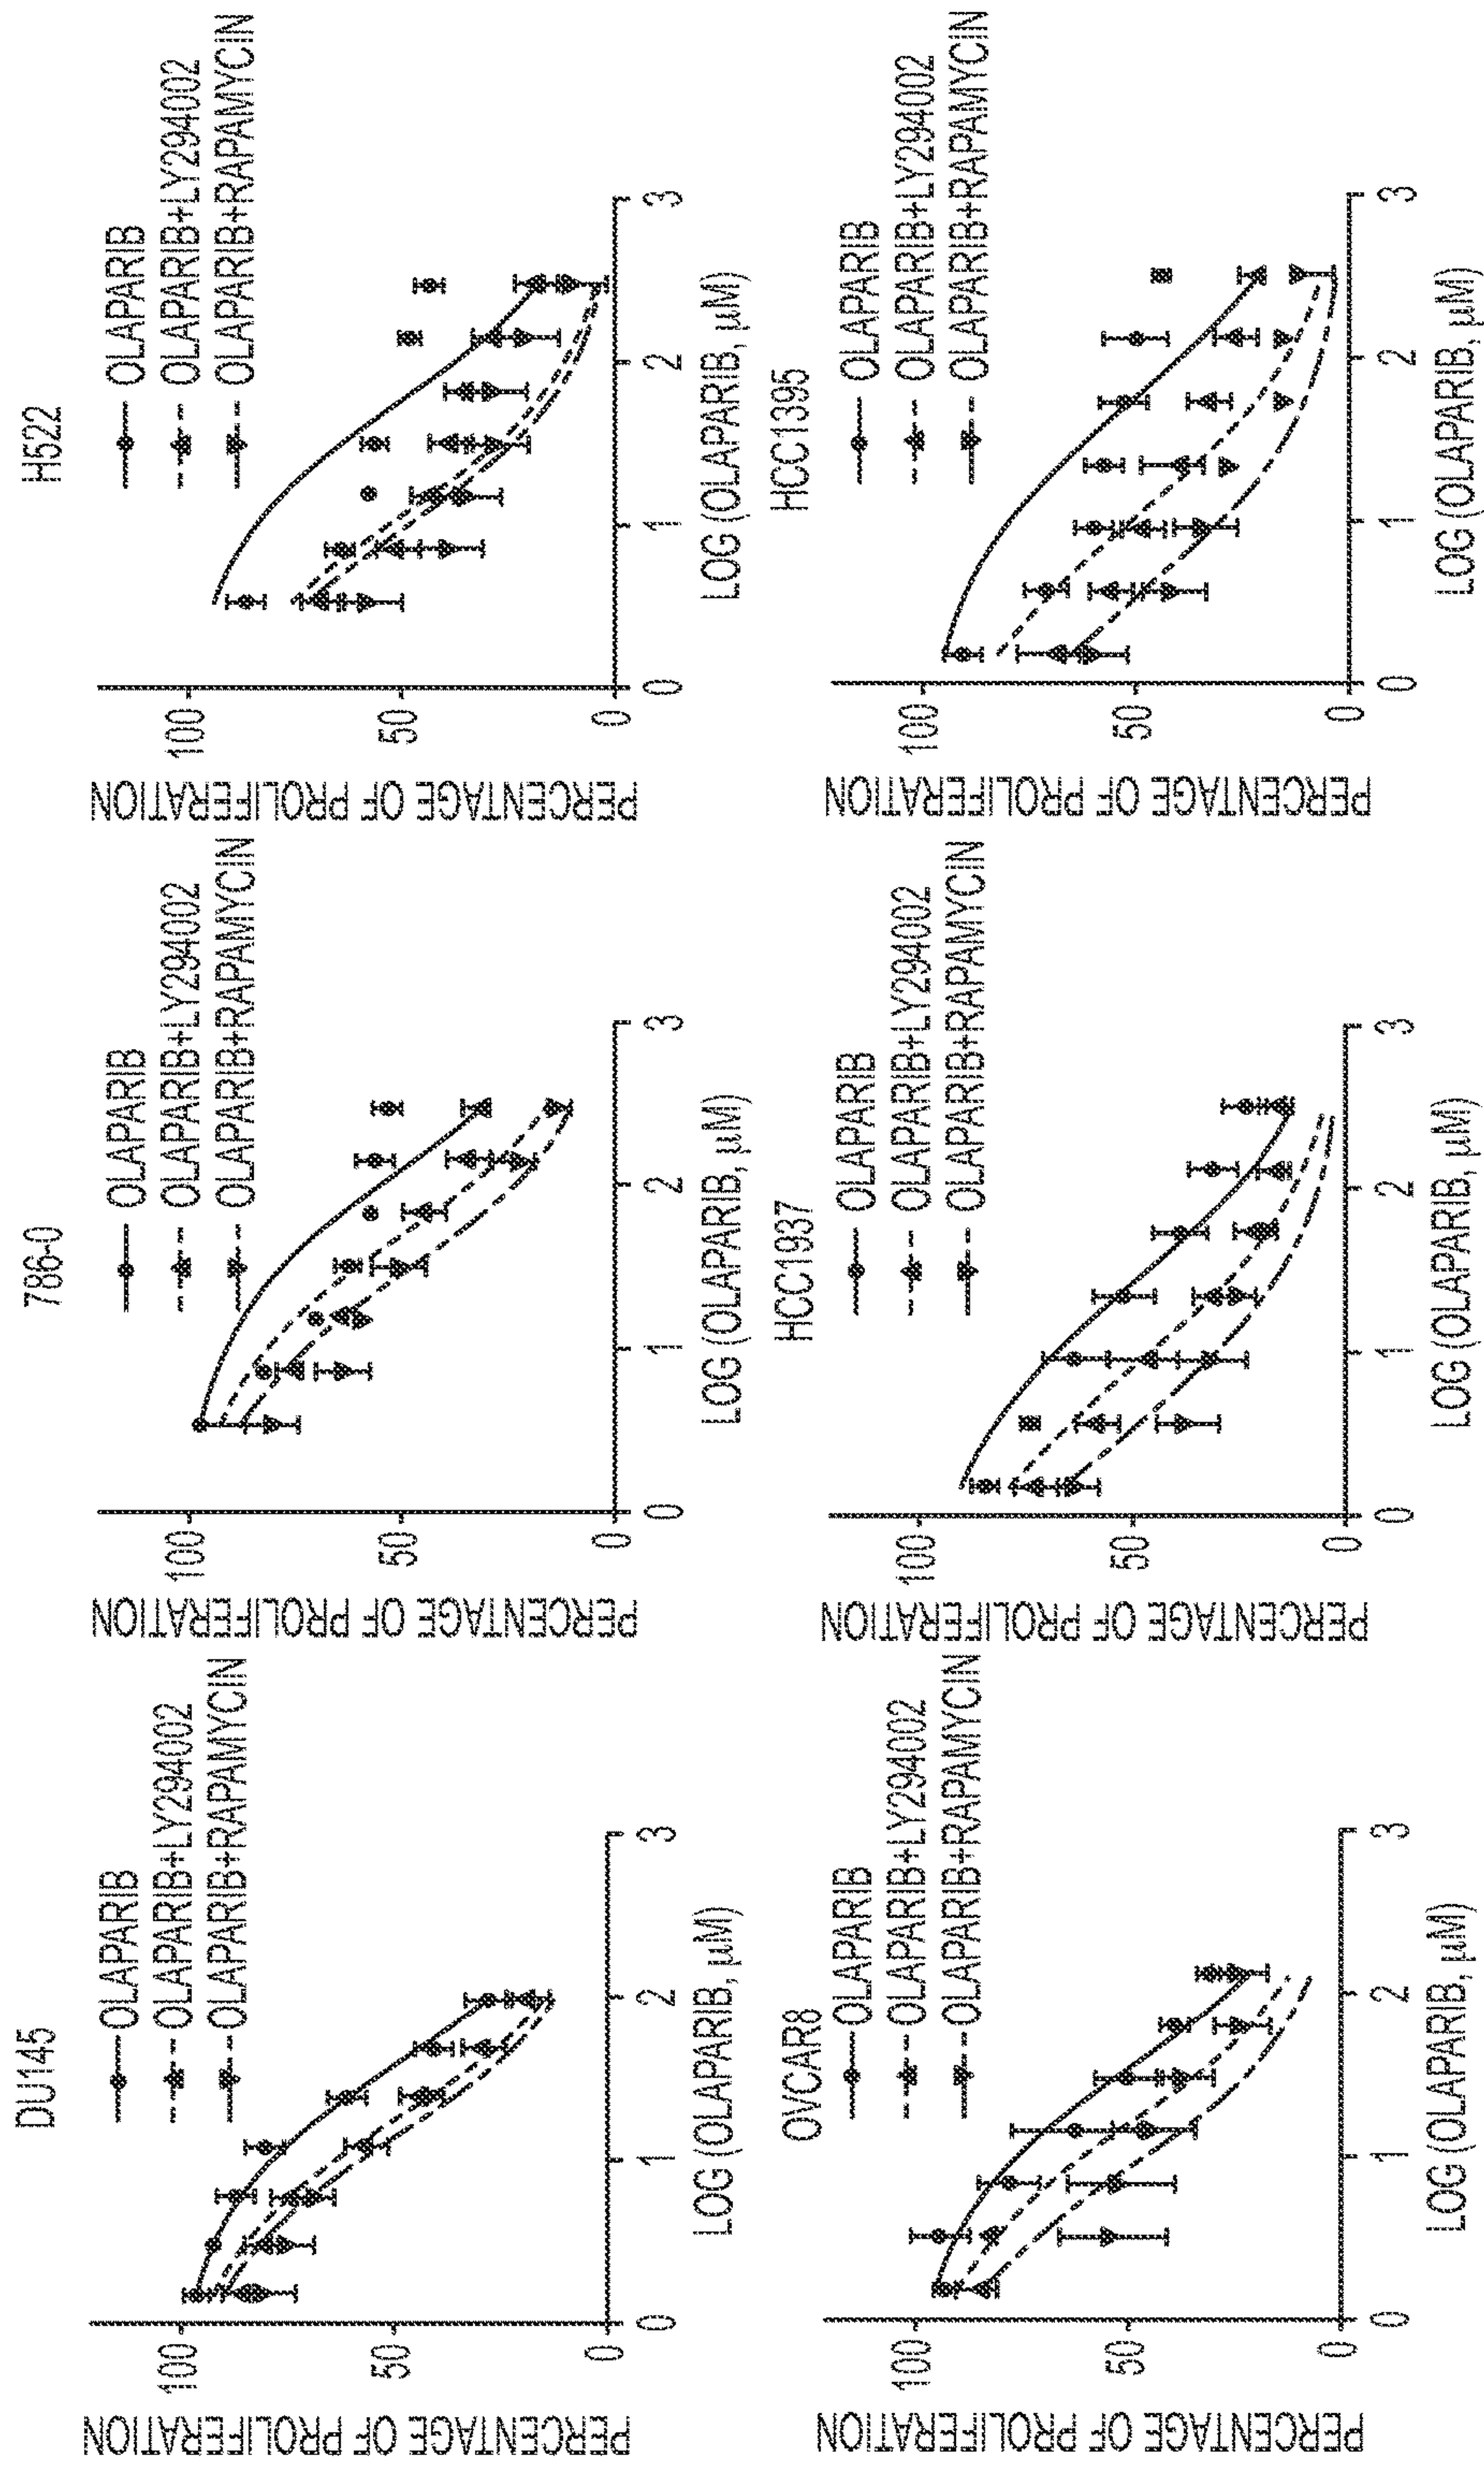 DU145
OLAPARIB
OLAPARIB+LY294002
OLAPARIB+RAPAMYCIN
PERCENTAGE OF PROLIFERATION
100
50
0
0 1 2 3
LOG (OLAPARIB, µM)
786-0
OLAPARIB
OLAPARIB+LY294002
OLAPARIB+RAPAMYCIN
PERCENTAGE OF PROLIFERATION
100
50
0
0 1 2 3
LOG (OLAPARIB, µM)
H522
OLAPARIB
OLAPARIB+LY294002
OLAPARIB+RAPAMYCIN
PERCENTAGE OF PROLIFERATION
100
50
0
0 1 2 3
LOG (OLAPARIB, µM)
OVCAR8
OLAPARIB
OLAPARIB+LY294002
OLAPARIB+RAPAMYCIN
PERCENTAGE OF PROLIFERATION
100
50
0
0 1 2 3
LOG (OLAPARIB, µM)
HCC1937
OLAPARIB
OLAPARIB+LY294002
OLAPARIB+RAPAMYCIN
PERCENTAGE OF PROLIFERATION
100
50
0
0 1 2 3
LOG (OLAPARIB, µM)
HCC1395
OLAPARIB
OLAPARIB+LY294002
OLAPARIB+RAPAMYCIN
PERCENTAGE OF PROLIFERATION
100
50
0
0 1 2 3
LOG (OLAPARIB, µM)